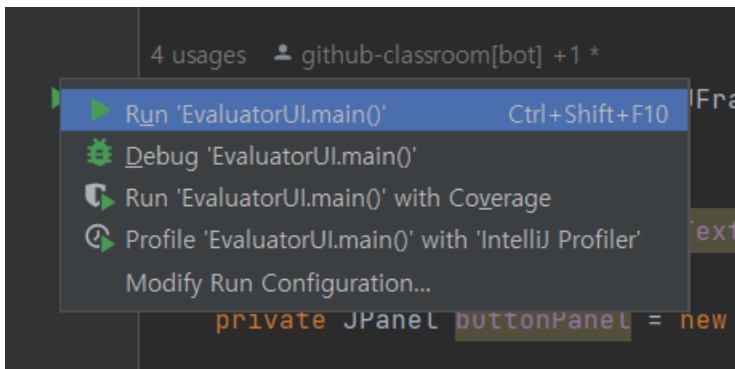 4 usages github-classroom[bot] +1 *
Run 'EvaluatorUI.main()' Ctrl+Shift+F10
Debug 'EvaluatorUI.main()'
Run 'EvaluatorUI.main()' with Coverage
Profile 'EvaluatorUI.main()' with 'IntelliJ Profiler'
Modify Run Configuration...
private JPanel buttonPanel = new